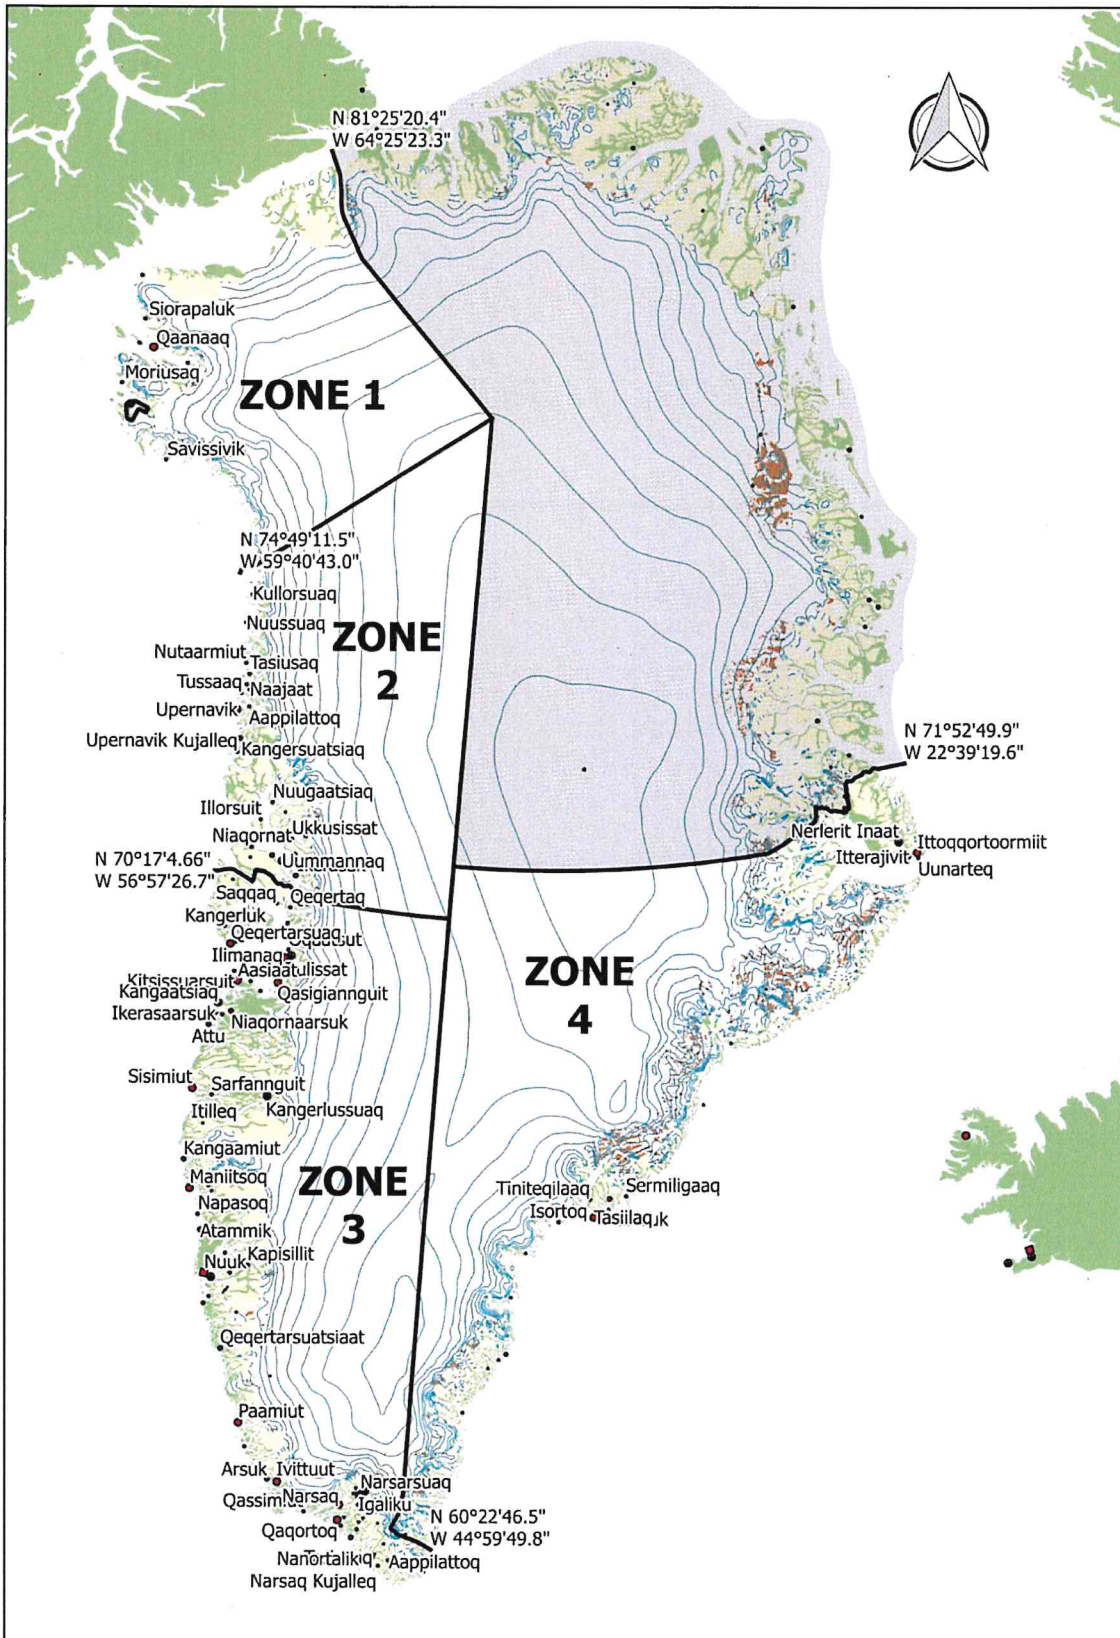 N 81°25'20.4"
W 64°25'23.3"
Siorapaluk
Qaanaaq
Moriusaq
ZONE 1
Savissivik
N 74°49'11.5"
W 59°40'43.0"
Kullorsuaq
Nuussuaq
ZONE
2
Nutaarmiut
Tasiusaq
Tussaaq
Naajaat
Upernavik
Aappilattoq
Upernavik Kujalleq
Kangersuatsiaq
N 71°52'49.9"
W 22°39'19.6"
Nuugaatsiaq
Illorsuit
Ukkusissat
Niaqornat
Nerlerit Inaat
Ittoqqortoormiit
Itterajivit
Uunarteq
Uummannaq
N 70°17'4.66"
W 56°57'26.7"
Saqqaq
Qeqertaq
Kangerluk
Qeqertarsuaq
Ilimanaq
ZONE
4
Aasiaat
Kitsissuarsuit
Qasigiannguit
Kangaatsiaq
Ikerasaarsuk
Niaqornaarsuk
Attu
Sisimiut
Sarfannguit
Kangerlussuaq
Itilleq
Kangaamiut
Maniitsoq
ZONE
3
Tiniteqilaaq
Sermiligaaq
Napasoq
Isortoq
Tasiilaq
Atammik
Kapisillit
Nuuk
Qeqertarsuatsiaat
Paamiut
Arsuk
Ivittuut
Narsarsuaq
Narsaq
Igaliku
N 60°22'46.5"
W 44°59'49.8"
Qaqortoq
Aappilattoq
Narsaq Kujalleq